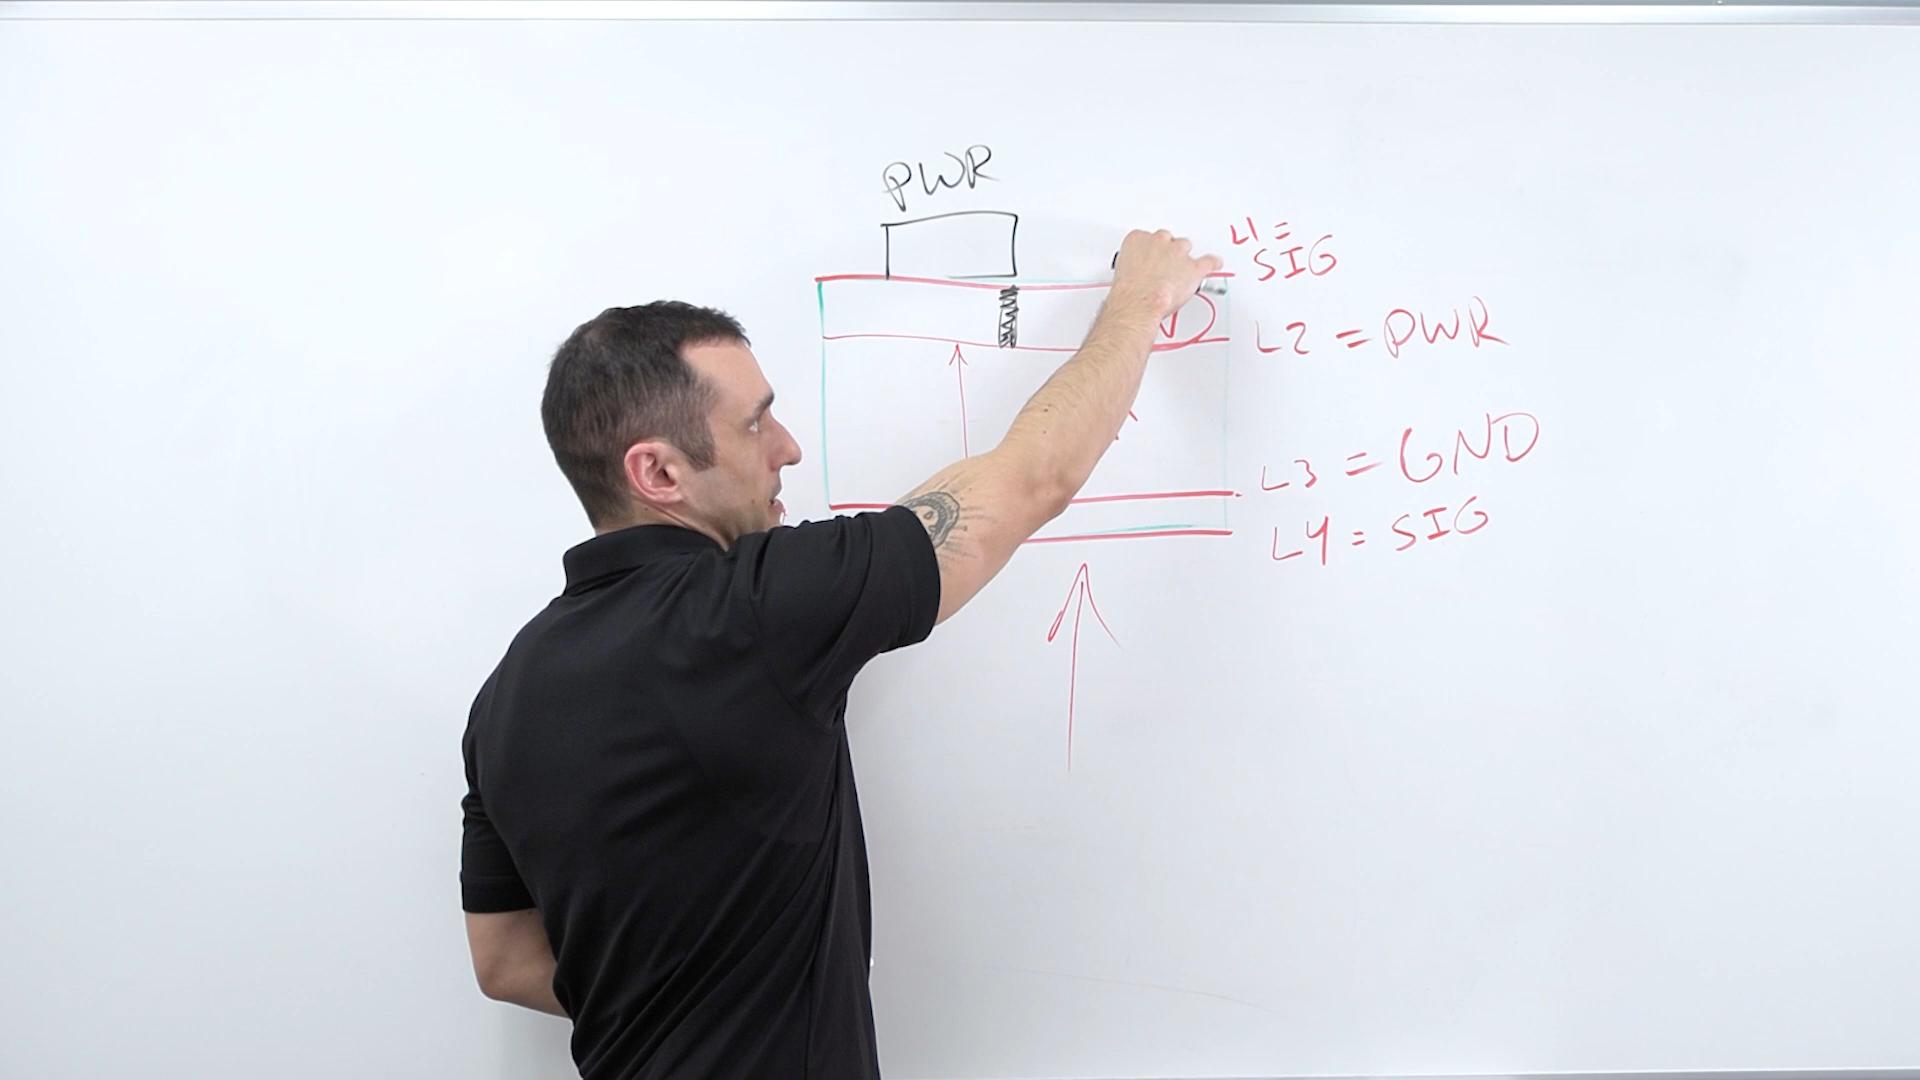 PWR
L1=
SIG
L2 = PWR
L3 = GND
L4 = SIG